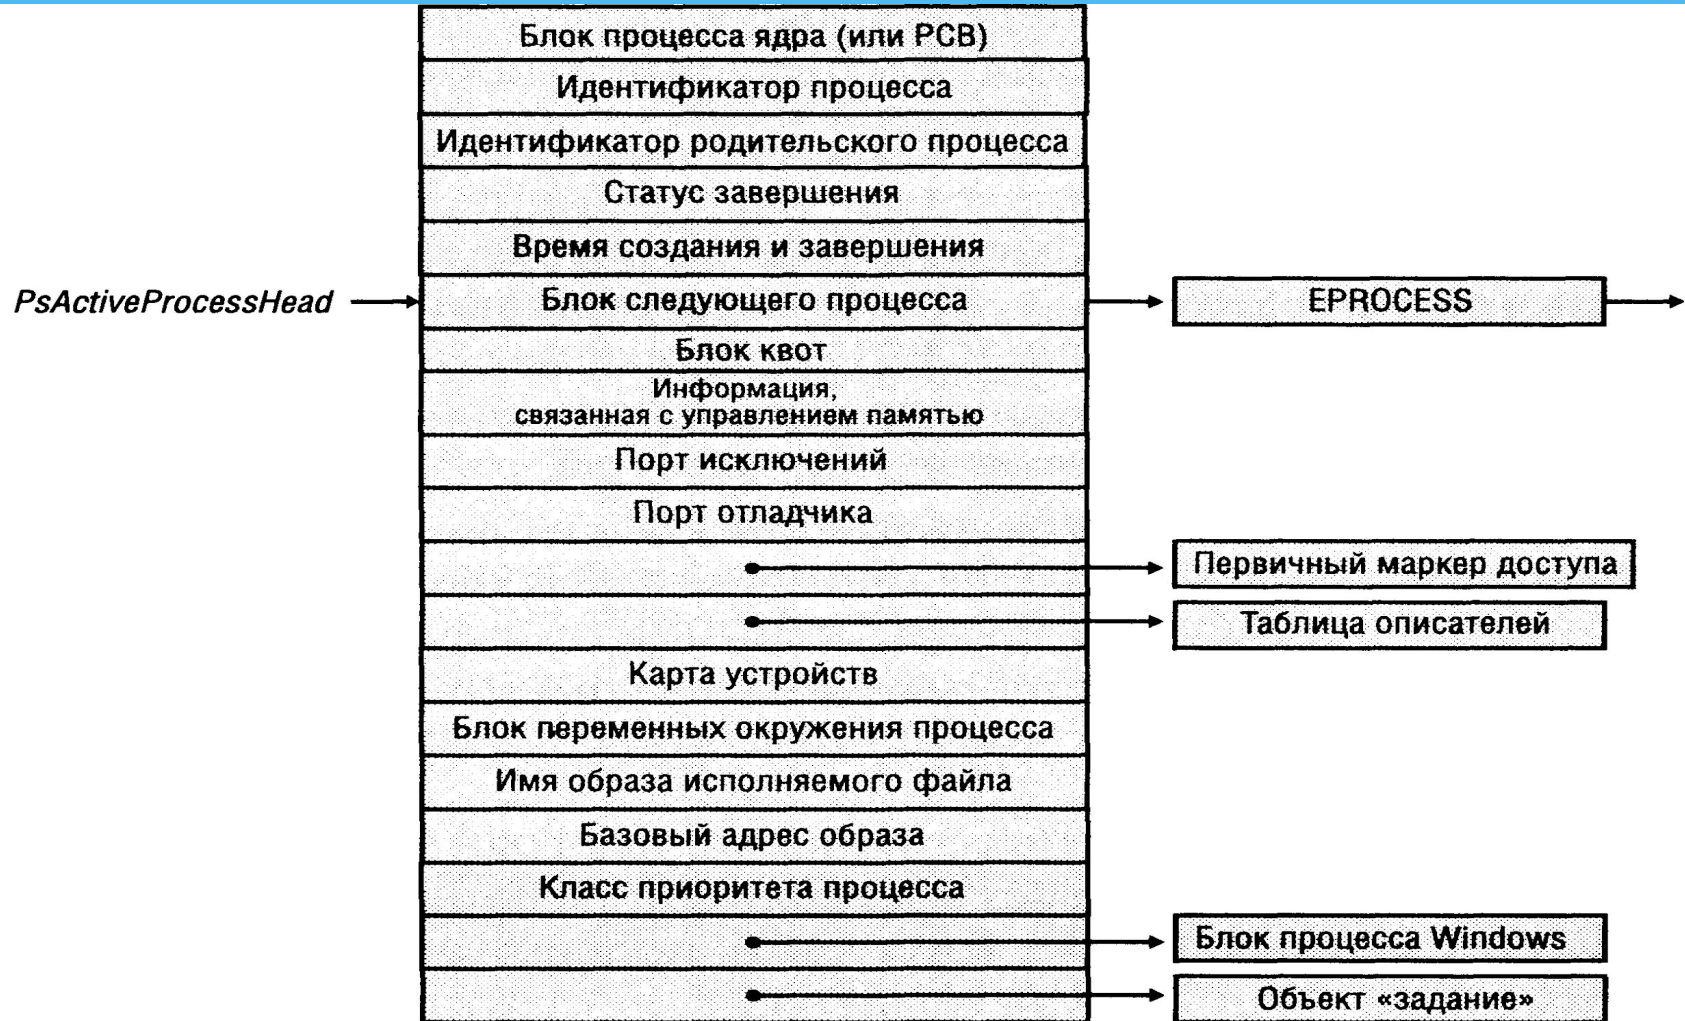 Блок процесса ядра (или PCB)
Идентификатор процесса
Идентификатор родительского процесса
Статус завершения
Время создания и завершения
PsActiveProcessHead
Блок следующего процесса
EPROCESS
Блок квот
Информация,
связанная с управлением памятью
Порт исключений
Порт отладчика
Первичный маркер доступа
Таблица описателей
Карта устройств
Блок переменных окружения процесса
Имя образа исполняемого файла
Базовый адрес образа
Класс приоритета процесса
Блок процесса Windows
Объект «задание»